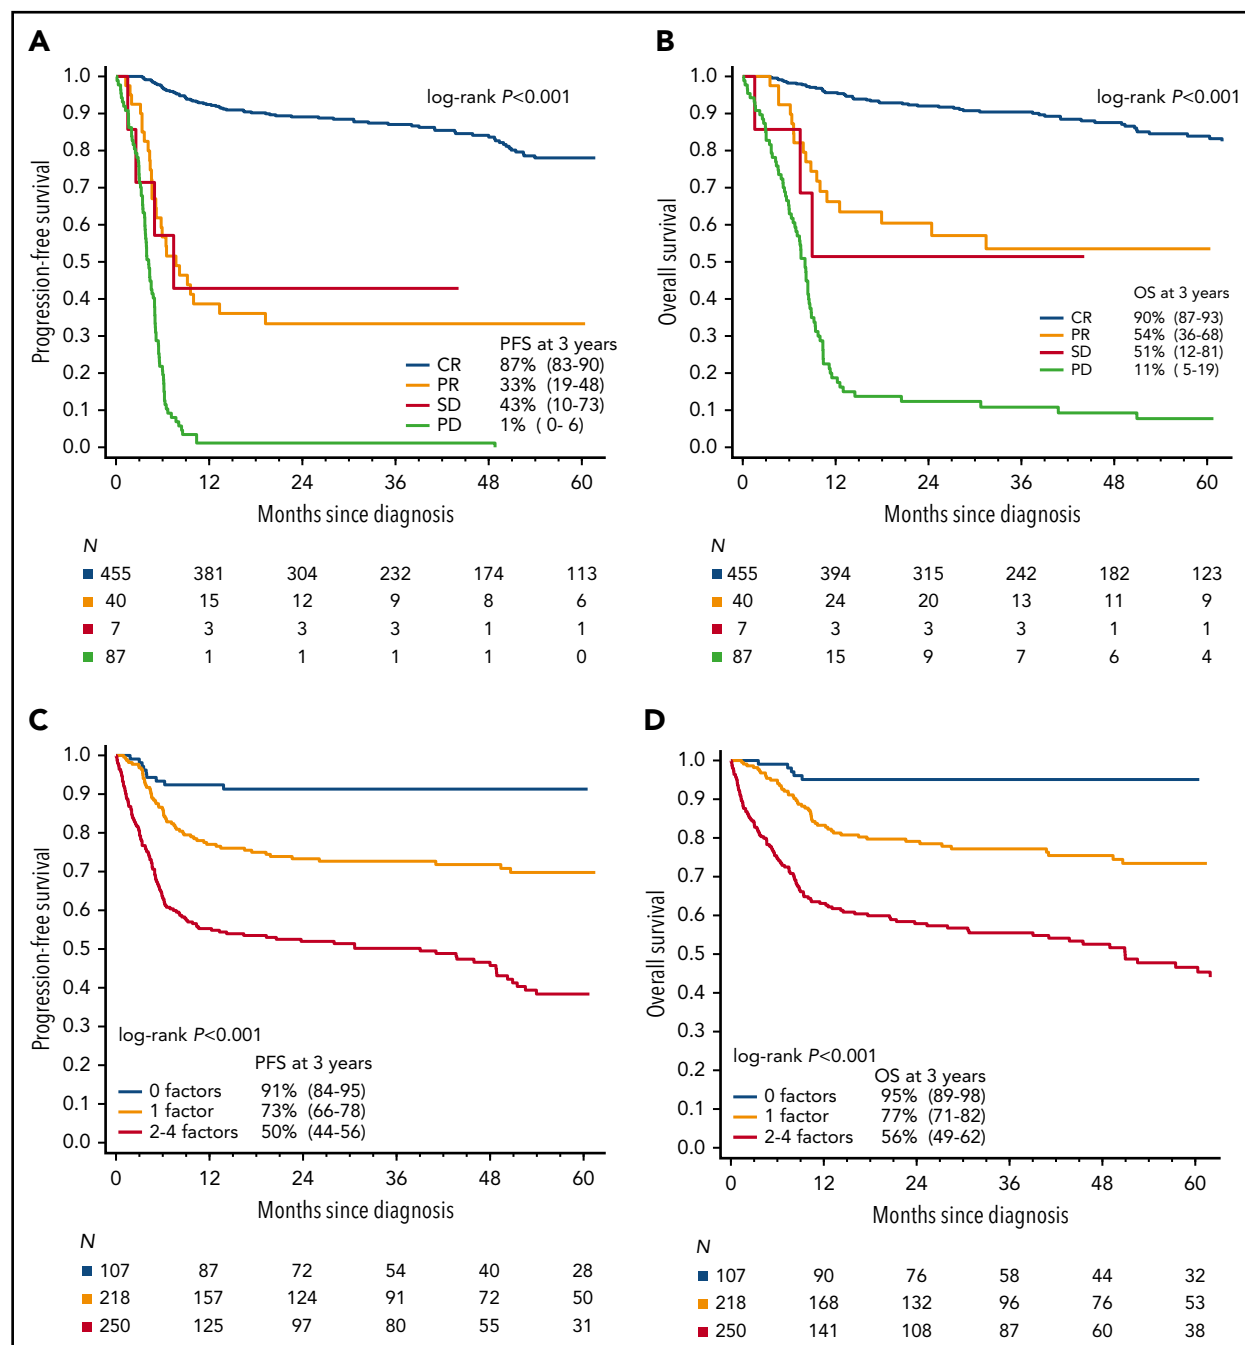 A
1.0
0.9
0.8
0.7
0.6
0.5
0.4
0.3
0.2
0.1
0.0
Progression-free survival
log-rank P<0.001
PFS at 3 years
CR 87% (83-90)
PR 33% (19-48)
SD 43% (10-73)
PD 1% ( 0- 6)
0 12 24 36 48 60
Months since diagnosis
N
455 381 304 232 174 113
40 15 12 9 8 6
7 3 3 3 1 1
87 1 1 1 1 0
B
1.0
0.9
0.8
0.7
0.6
0.5
0.4
0.3
0.2
0.1
0.0
Overall survival
log-rank P<0.001
OS at 3 years
CR 90% (87-93)
PR 54% (36-68)
SD 51% (12-81)
PD 11% ( 5-19)
0 12 24 36 48 60
Months since diagnosis
N
455 394 315 242 182 123
40 24 20 13 11 9
7 3 3 3 1 1
87 15 9 7 6 4
C
1.0
0.9
0.8
0.7
0.6
0.5
0.4
0.3
0.2
0.1
0.0
Progression-free survival
log-rank P<0.001
PFS at 3 years
0 factors 91% (84-95)
1 factor 73% (66-78)
2-4 factors 50% (44-56)
0 12 24 36 48 60
Months since diagnosis
N
107 87 72 54 40 28
218 157 124 91 72 50
250 125 97 80 55 31
D
1.0
0.9
0.8
0.7
0.6
0.5
0.4
0.3
0.2
0.1
0.0
Overall survival
log-rank P<0.001
OS at 3 years
0 factors 95% (89-98)
1 factor 77% (71-82)
2-4 factors 56% (49-62)
0 12 24 36 48 60
Months since diagnosis
N
107 90 76 58 44 32
218 168 132 96 76 53
250 141 108 87 60 38